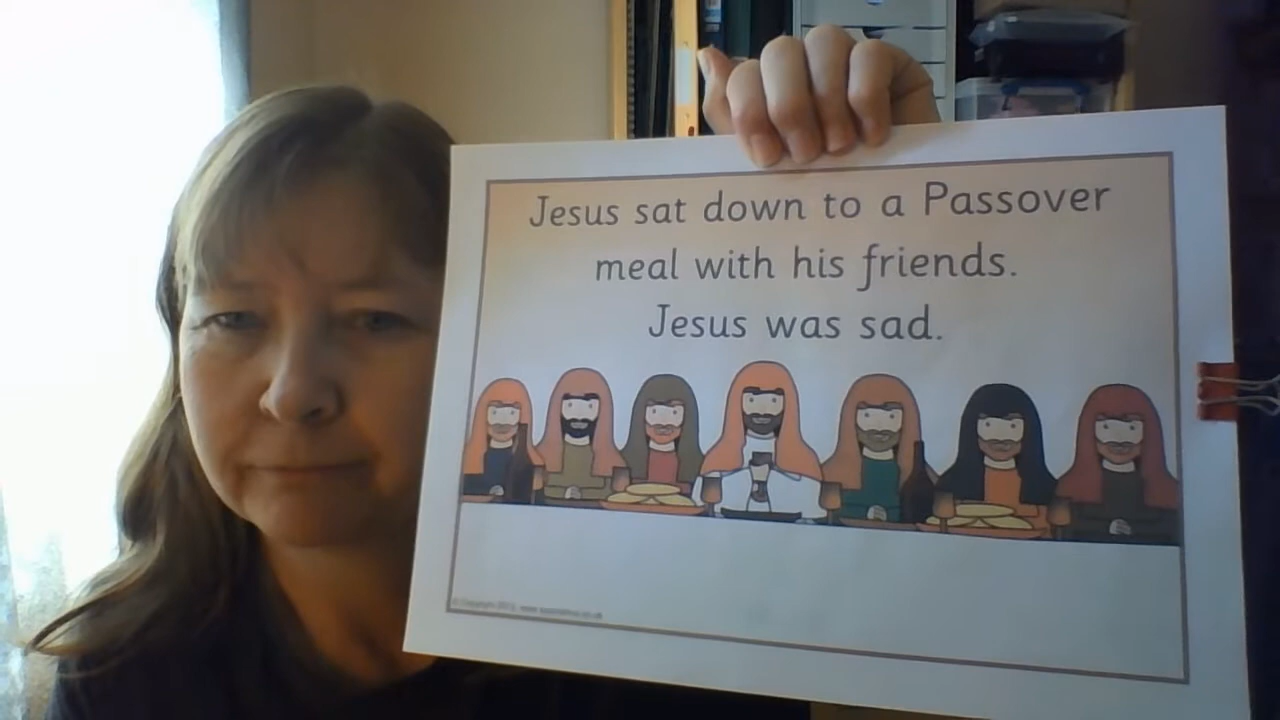 Jesus sat down to a Passover
meal with his friends.
Jesus was sad.